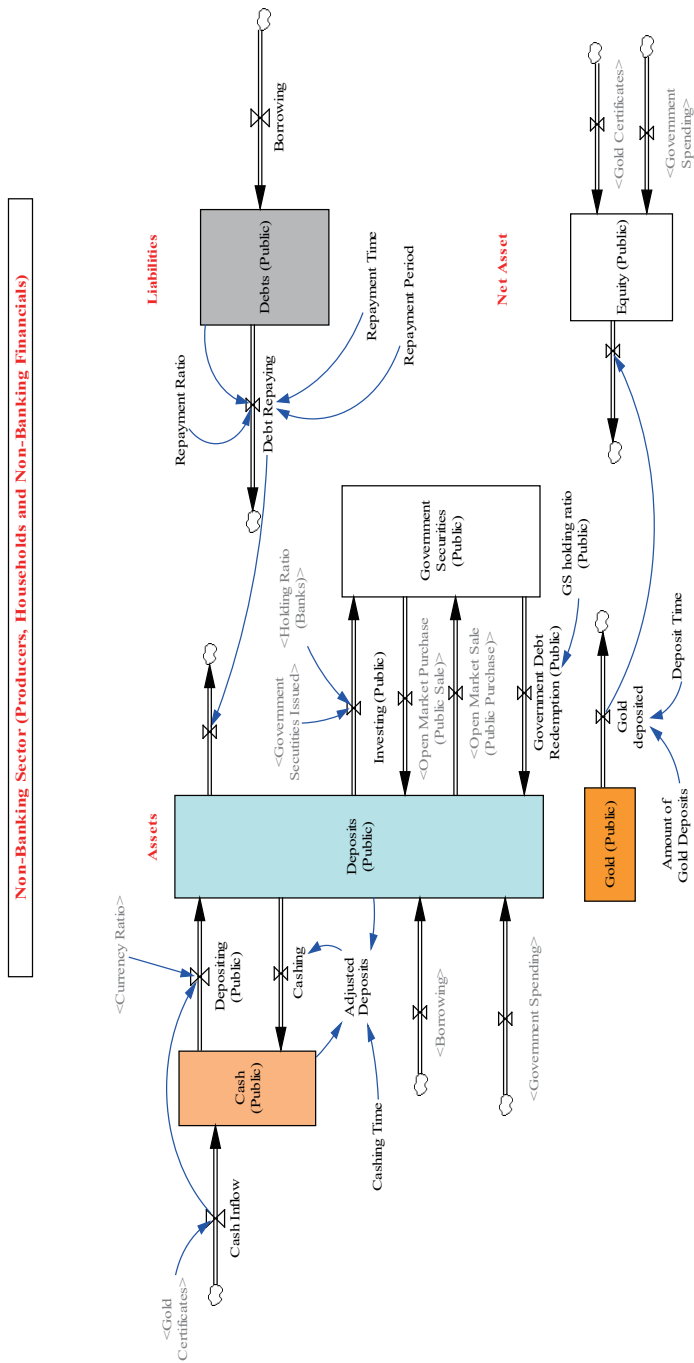 Non-Banking Sector (Producers, Households and Non-Banking Financials)
Assets
Liabilities
<Gold
Certificates>
Cash Inflow
<Currency Ratio>
Cash
(Public)
Depositing
(Public)
Cashing
Adjusted
Deposits
Cashing Time
<Borrowing>
<Government Spending>
Deposits
(Public)
<Government
Secutities Issued>
<Holding Ratio
(Banks)>
Investing (Public)
<Open Market Purchase
(Public Sale)>
<Open Market Sale
(Public Purchase)>
Government Debt
Redemption (Public)
GS holding ratio
(Public)
Government
Securities
(Public)
Repayment Ratio
Debt Repaying
Repayment Time
Repayment Period
Debts (Public)
Borrowing
Gold (Public)
Gold
deposited
Amount of
Gold Deposits
Deposit Time
Net Asset
Equity (Public)
<Gold Certificates>
<Government
Spending>